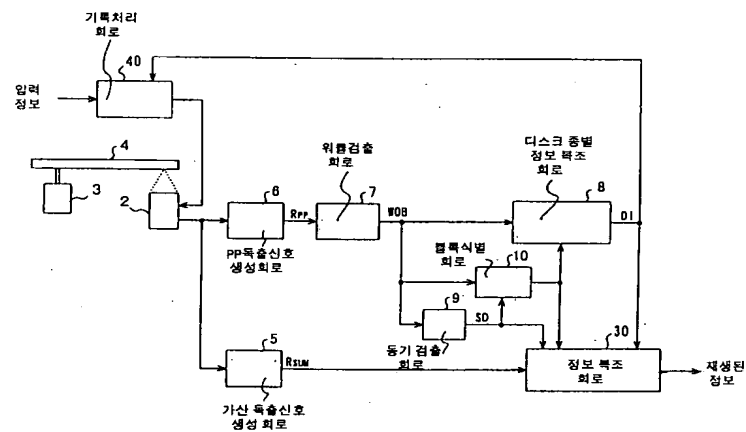 기록처리
회로
40
입력
정보
4
3
2
6
RPP
PP독출신호
생성회로
워블검출
회로
7
WOB
디스크 종별
정보 복조
회로
8
DI
블록식별
회로
10
9
SD
동기 검출
회로
5
RSUM
가산 독출신호
생성 회로
30
정보 복조
회로
재생된
정보